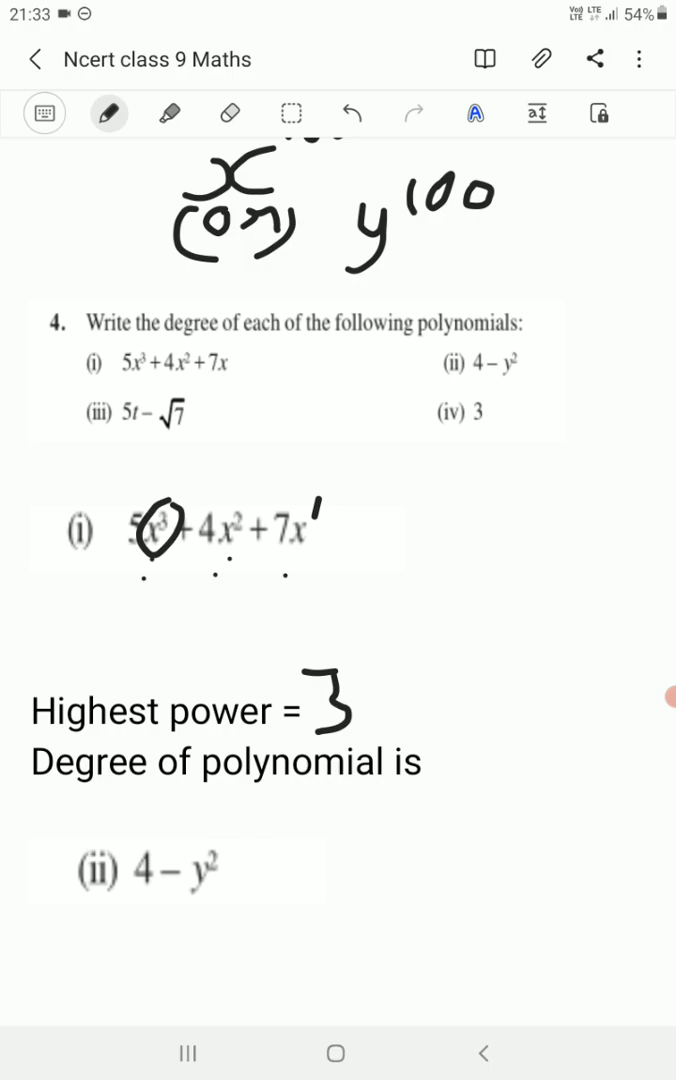 21:33 54%
Ncert class 9 Maths
x
(or) y¹⁰⁰
4. Write the degree of each of the following polynomials:
(i) 5x³ + 4x² + 7x (ii) 4 – y²
(iii) 5t – √7 (iv) 3
(i) 5x³ + 4x² + 7x¹
Highest power = 3
Degree of polynomial is
(ii) 4 – y²